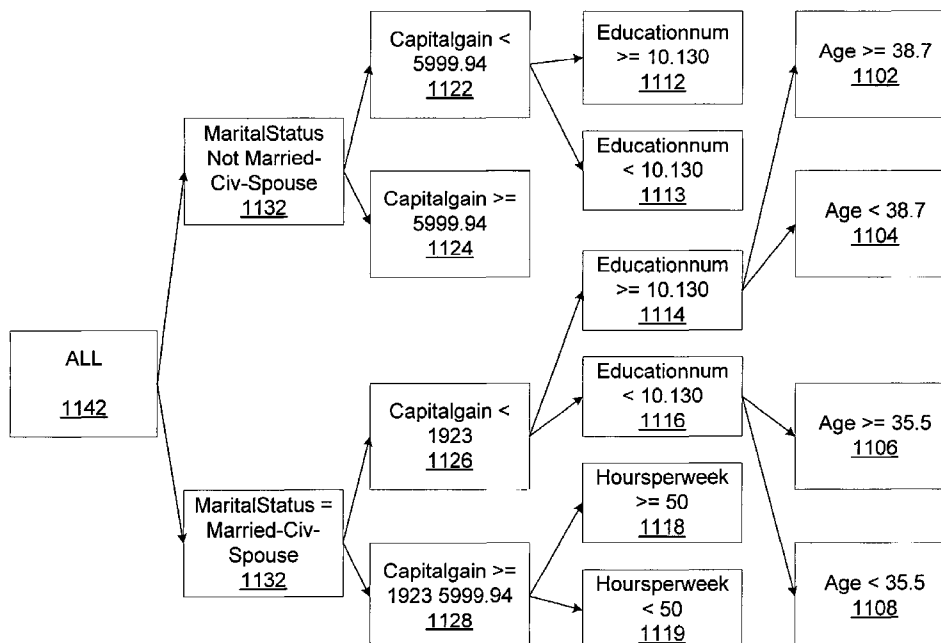 ALL
1142
MaritalStatus
Not Married-
Civ-Spouse
1132
MaritalStatus =
Married-Civ-
Spouse
1132
Capitalgain <
5999.94
1122
Capitalgain >=
5999.94
1124
Capitalgain <
1923
1126
Capitalgain >=
1923 5999.94
1128
Educationnum
>= 10.130
1112
Educationnum
< 10.130
1113
Educationnum
>= 10.130
1114
Educationnum
< 10.130
1116
Hoursperweek
>= 50
1118
Hoursperweek
< 50
1119
Age >= 38.7
1102
Age < 38.7
1104
Age >= 35.5
1106
Age < 35.5
1108